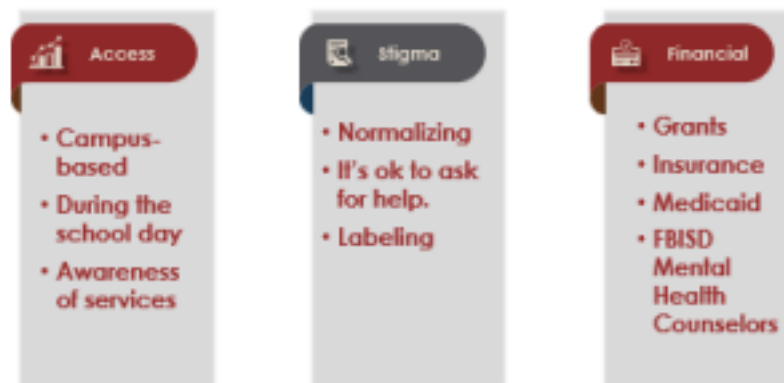 Access
• Campus-
based
• During the
school day
• Awareness
of services
Stigma
• Normalizing
• It's ok to ask
for help.
• Labeling
Financial
• Grants
• Insurance
• Medicaid
• FBISD
Mental
Health
Counselors